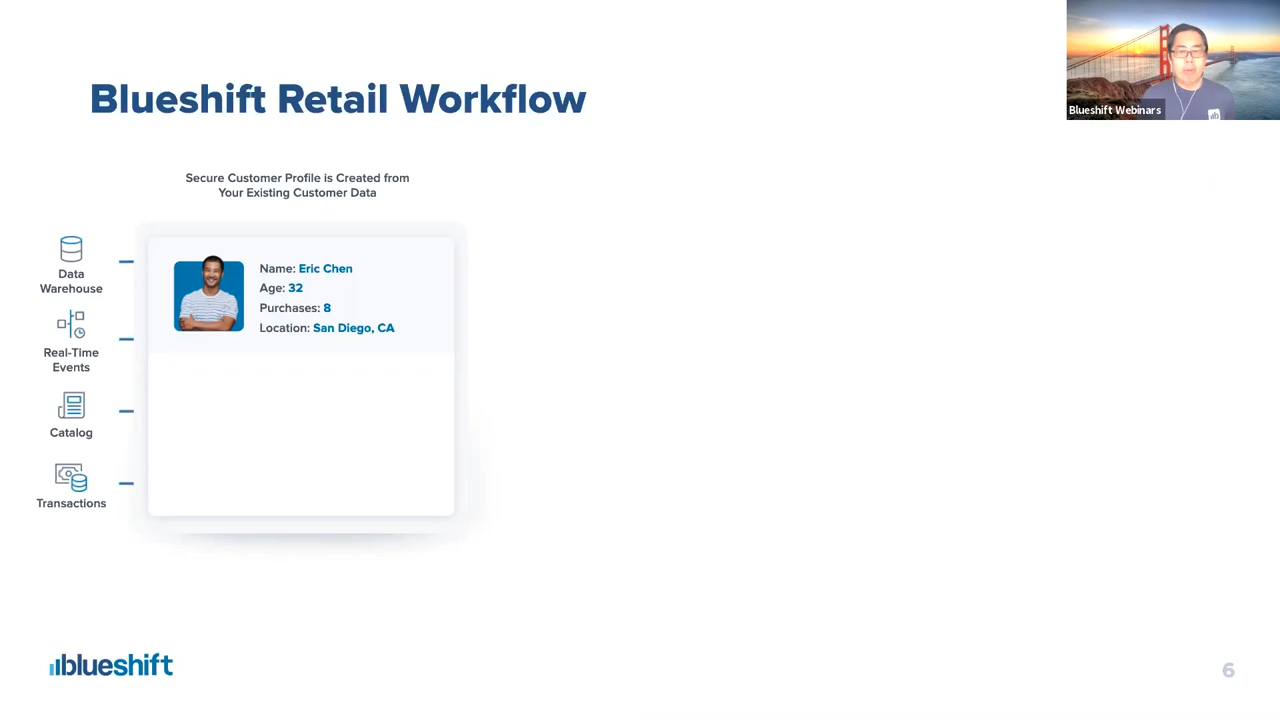 Blueshift Retail Workflow
Blueshift Webinars
Secure Customer Profile is Created from
Your Existing Customer Data
Data
Warehouse
Real-Time
Events
Catalog
Transactions
Name: Eric Chen
Age: 32
Purchases: 8
Location: San Diego, CA
blueshift
6